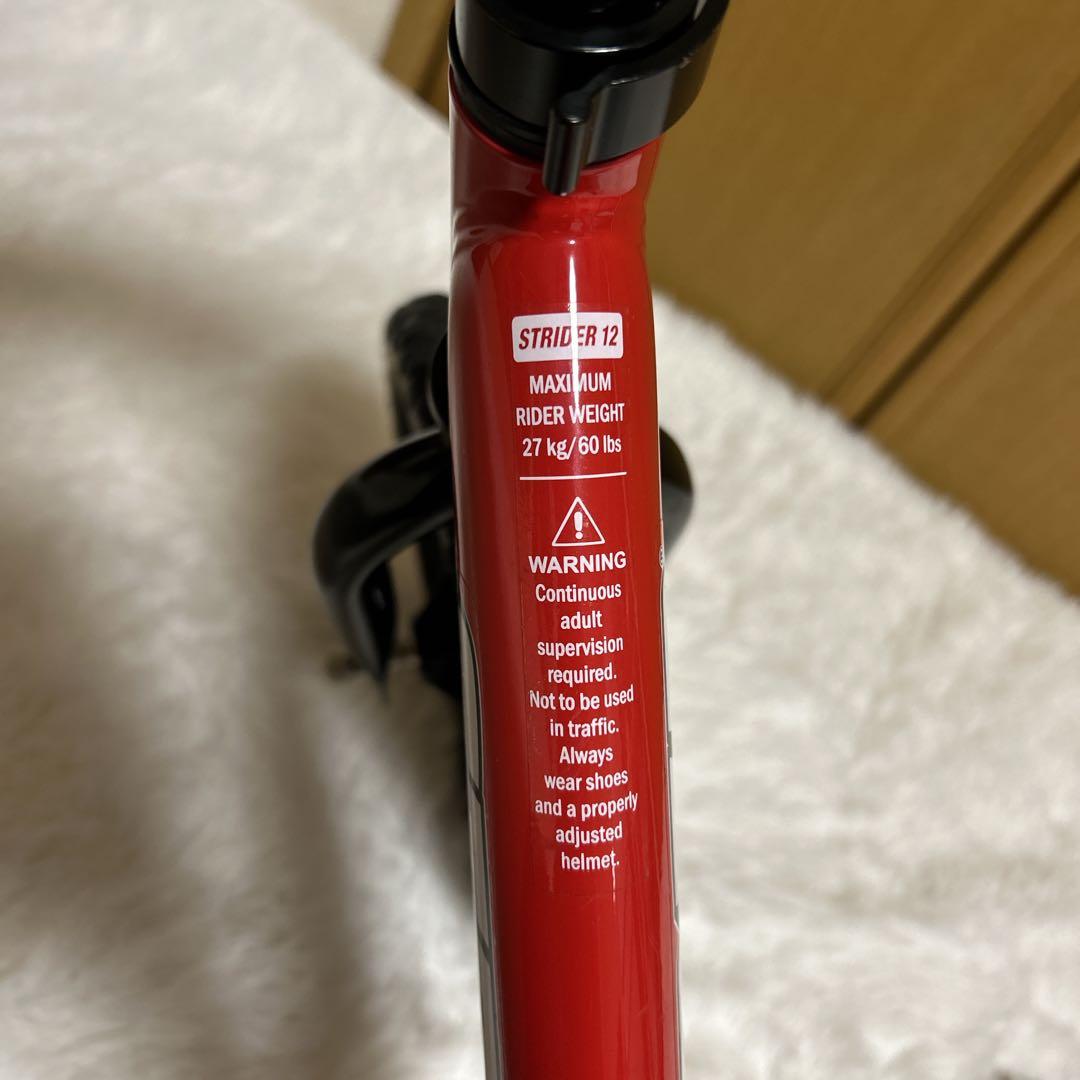 STRIDER 12
MAXIMUM
RIDER WEIGHT
27 kg/60 lbs
WARNING
Continuous
adult
supervision
required.
Not to be used
in traffic.
Always
wear shoes
and a properly
adjusted
helmet.